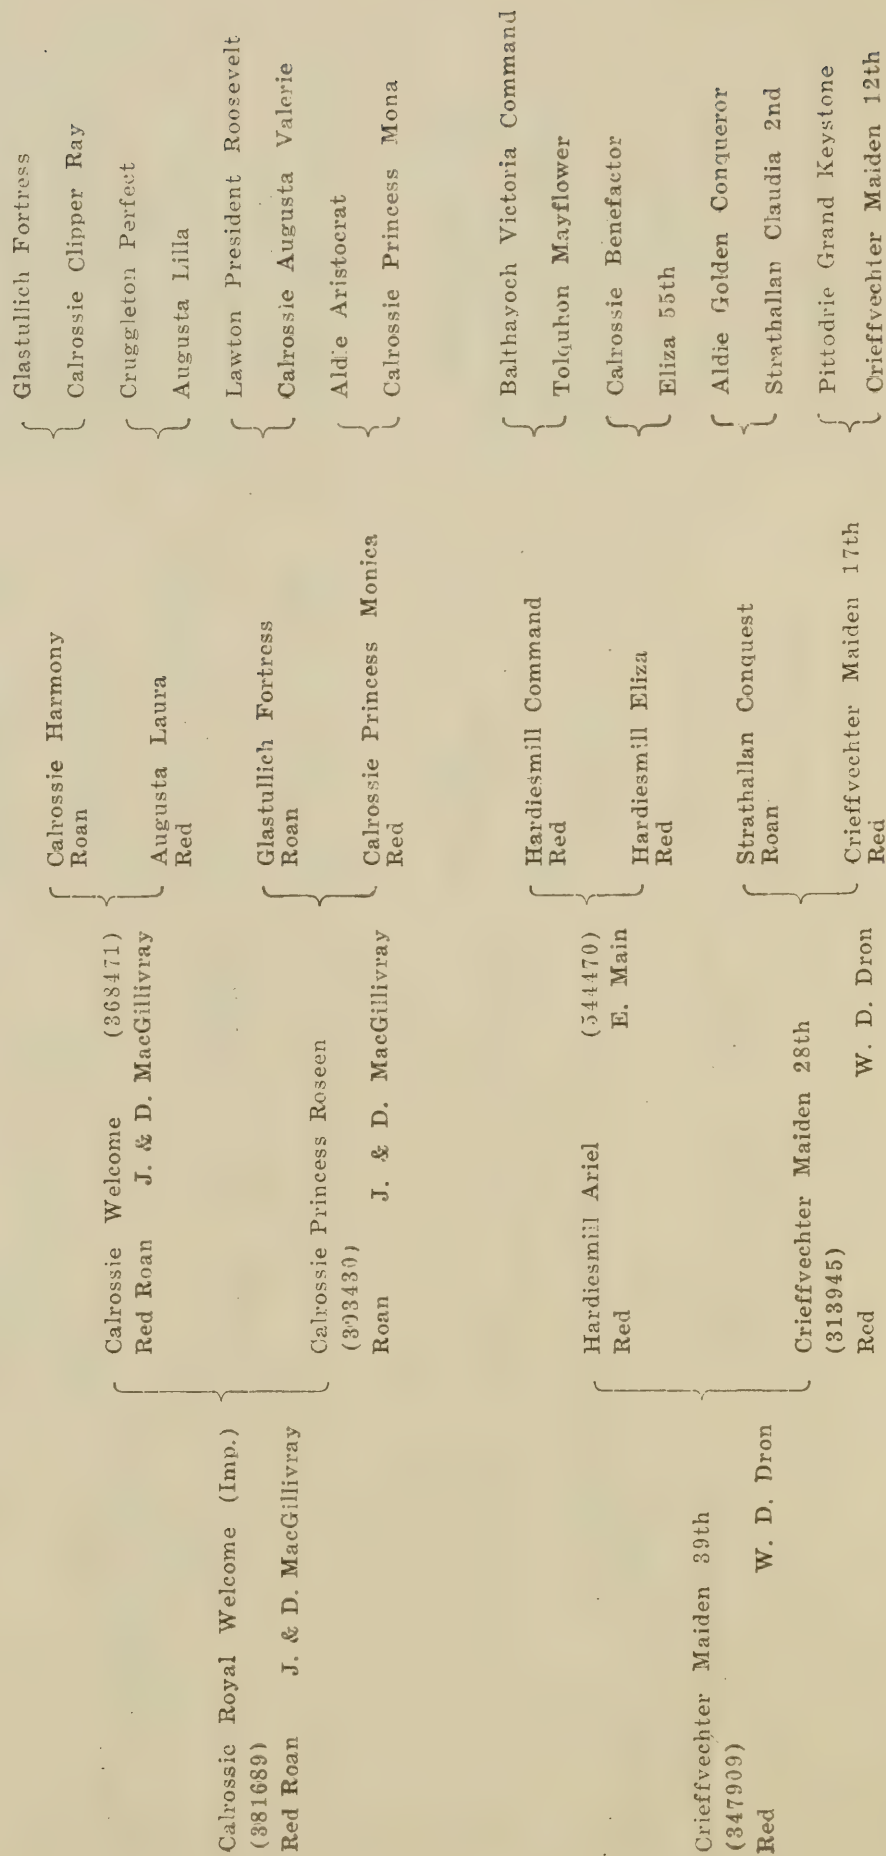 Calrossic Royal Welcome (Imp.)
(381689)
Red Roan J. & D. MacGillivray
Crieffvechter Maiden 39th
(347909)
Red W. D. Dron
Calrossie Welcome (368471)
Red Roan J. & D. MacGillivray
Calrossie Princess Roseen
(393430)
Roan J. & D. MacGillivray
Hardiesmill Ariel (344470)
Red E. Main
Crieffvechter Maiden 28th
(313945)
Red W. D. Dron
Calrossie Harmony
Roan
Augusta Laura
Red
Glastullich Fortress
Roan
Calrossie Princess Monica
Red
Hardiesmill Command
Red
Hardiesmill Eliza
Red
Strathallan Conquest
Roan
Crieffvechter Maiden 17th
Red
Glastullich Fortress
Calrossie Clipper Ray
Cruggleton Perfect
Augusta Lilla
Lawton President Roosevelt
Calrossie Augusta Valerie
Aldie Aristocrat
Calrossie Princess Mona
Balthayoch Victoria Command
Tolquhon Mayflower
Calrossie Benefactor
Eliza 55th
Aldie Golden Conqueror
Strathallan Claudia 2nd
Pittodrie Grand Keystone
Crieffvechter Maiden 12th